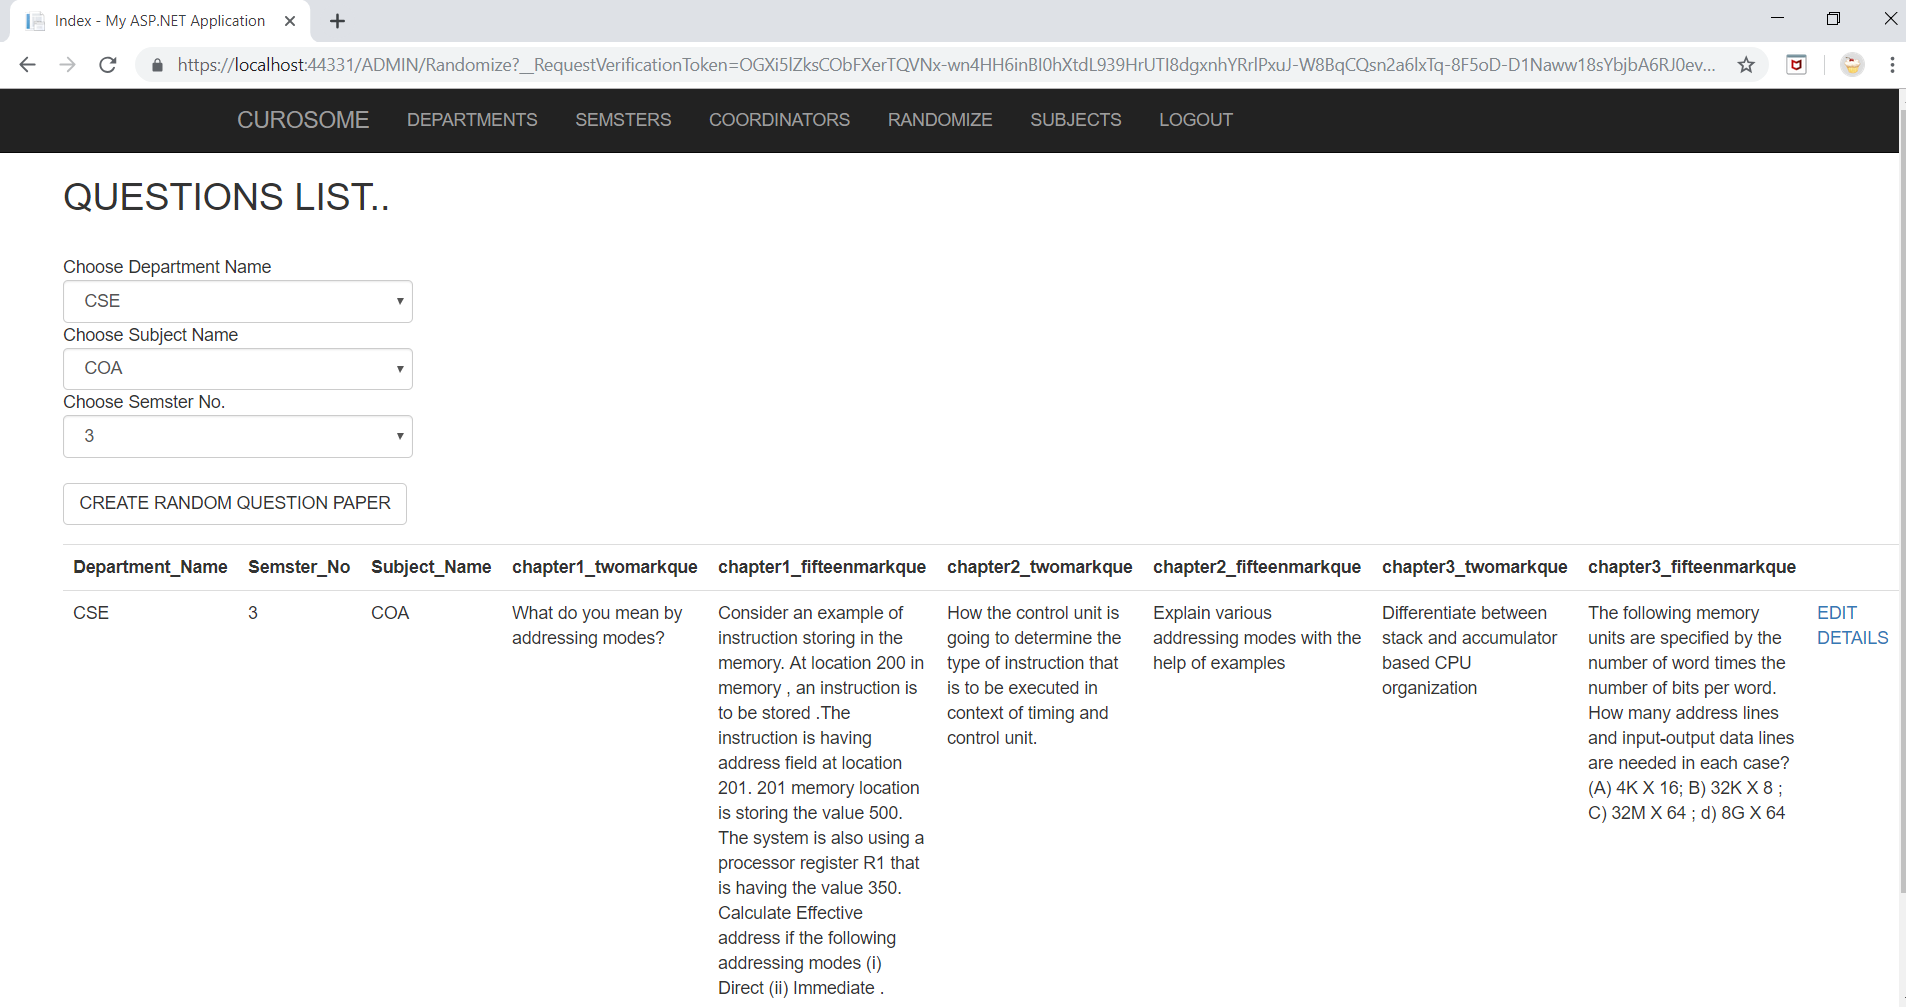 Index - My ASP.NET Application
https://localhost:44331/ADMIN/Randomize?__RequestVerificationToken=
CUROSOME DEPARTMENTS SEMSTERS COORDINATORS RANDOMIZE SUBJECTS LOGOUT
QUESTIONS LIST..
Choose Department Name
CSE
Choose Subject Name
COA
Choose Semster No.
3
CREATE RANDOM QUESTION PAPER
Department_Name Semster_No Subject_Name chapter1_twomarkque chapter1_fifteenmarkque chapter2_twomarkque chapter2_fifteenmarkque chapter3_twomarkque chapter3_fifteenmarkque
CSE
3
COA
What do you mean by
addressing modes?
Consider an example of
instruction storing in the
memory. At location 200 in
memory , an instruction is
to be stored .The
instruction is having
address field at location
201. 201 memory location
is storing the value 500.
The system is also using a
processor register R1 that
is having the value 350.
Calculate Effective
address if the following
addressing modes (i)
Direct (ii) Immediate .
How the control unit is
going to determine the
type of instruction that
is to be executed in
context of timing and
control unit.
Explain various
addressing modes with the
help of examples
Differentiate between
stack and accumulator
based CPU
organization
The following memory
units are specified by the
number of word times the
number of bits per word.
How many address lines
and input-output data lines
are needed in each case?
(A) 4K X 16; B) 32K X 8 ;
C) 32M X 64 ; d) 8G X 64
EDIT
DETAILS